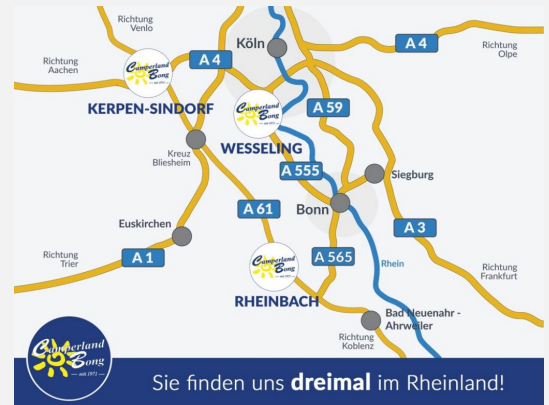 Richtung
Venlo
Köln
A 4
A 4
Richtung
Olpe
Richtung
Aachen
Camperland
Bong
KERPEN-SINDORF
A 59
Camperland
Bong
WESSELING
Kreuz
Bliesheim
A 555
Siegburg
A 61
Bonn
Euskirchen
A 3
A 1
Camperland
Bong
A 565
Rhein
Richtung
Trier
Richtung
Frankfurt
RHEINBACH
Bad Neuenahr -
Ahrweiler
Richtung
Koblenz
Camperland
Bong
seit 1971
Sie finden uns dreimal im Rheinland!